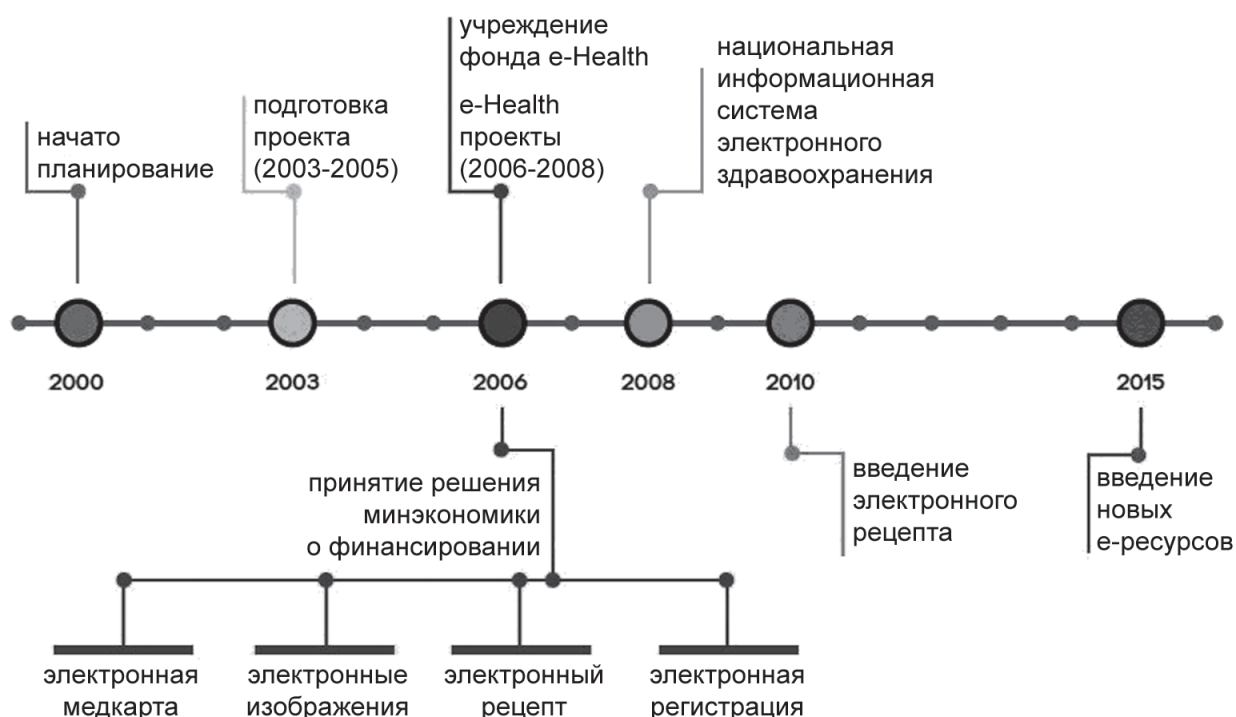 начато
планирование
подготовка
проекта
(2003-2005)
учреждение
фонда e-Health
e-Health
проекты
(2006-2008)
национальная
информационная
система
электронного
здравоохранения
2000
2003
2006
2008
2010
2015
принятие решения
минэкономики
о финансировании
введение
электронного
рецепта
введение
новых
е-ресурсов
электронная
медкарта
электронные
изображения
электронный
рецепт
электронная
регистрация